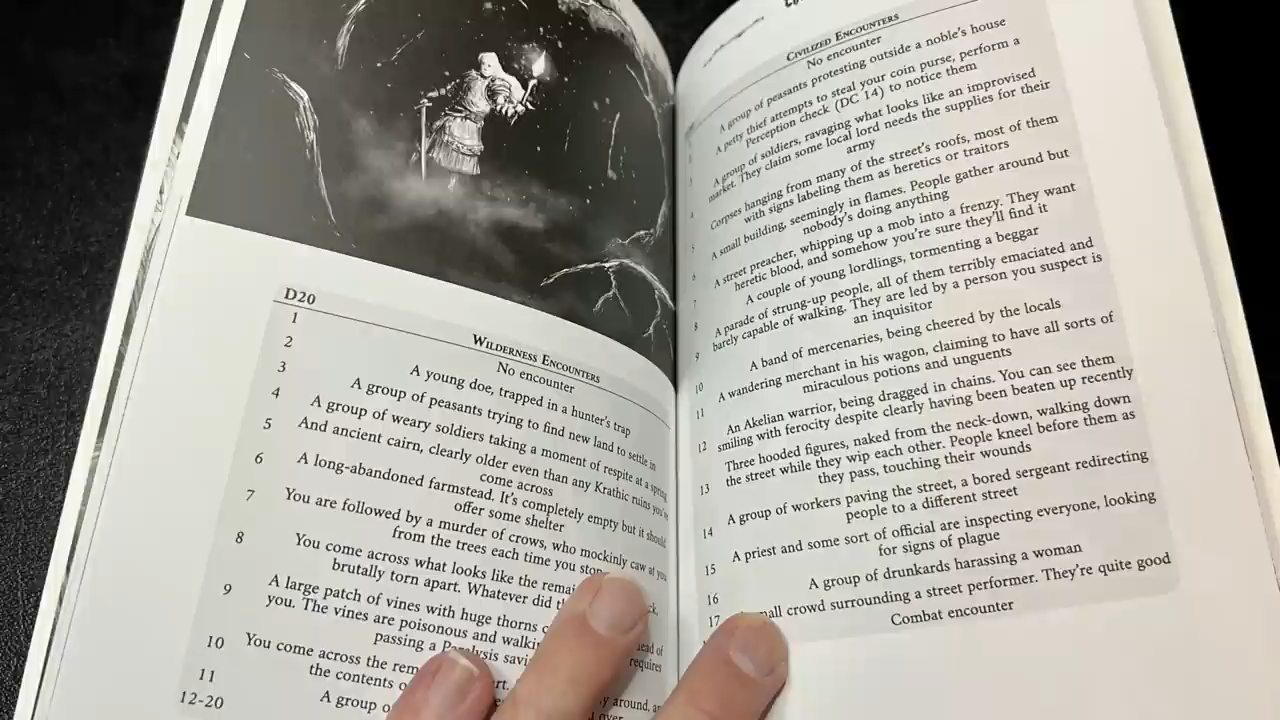 D20
WILDERNESS ENCOUNTERS
1
No encounter
2
A young doe, trapped in a hunter's trap
3
A group of peasants trying to find new land to settle in
4
A group of weary soldiers taking a moment of respite at a spring
5
And ancient cairn, clearly older even than any Krathic ruins you've
come across
6
A long-abandoned farmstead. It's completely empty but it should
offer some shelter
7
You are followed by a murder of crows, who mockingly caw at you
from the trees each time you stop
8
You come across what looks like the
brutally torn apart. Whatever did
9
A large patch of vines with huge thorns
you. The vines are poisonous and
requires
passing a Paralysis
10
You come across the
the contents
11
A group
12-20
CIVILIZED ENCOUNTERS
No encounter
A group of peasants protesting outside a noble's house
A petty thief attempts to steal your coin purse, perform a
Perception check (DC 14) to notice them
A group of soldiers, ravaging what looks like an improvised
market. They claim some local lord needs the supplies for their
army
4
Corpses hanging from many of the street's roofs, most of them
with signs labeling them as heretics or traitors
5
A small building, seemingly in flames. People gather around but
nobody's doing anything
6
A street preacher, whipping up a mob into a frenzy. They want
heretic blood, and somehow you're sure they'll find it
7
A couple of young lordlings, tormenting a beggar
8
A parade of strung-up people, all of them terribly emaciated and
barely capable of walking. They are led by a person you suspect is
an inquisitor
9
A band of mercenaries, being cheered by the locals
10
A wandering merchant in his wagon, claiming to have all sorts of
miraculous potions and unguents
11
An Akelian warrior, being dragged in chains. You can see them
smiling with ferocity despite clearly having been beaten up recently
12
Three hooded figures, naked from the neck-down, walking down
the street while they wip each other. People kneel before them as
they pass, touching their wounds
13
A group of workers paving the street, a bored sergeant redirecting
people to a different street
14
A priest and some sort of official are inspecting everyone, looking
for signs of plague
15
A group of drunkards harassing a woman
16
crowd surrounding a street performer. They're quite good
17
Combat encounter